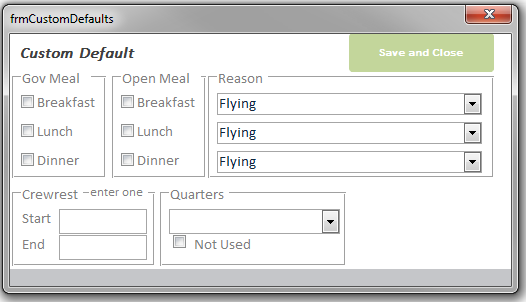 frmCustomDefaults
Custom Default
Save and Close
Gov Meal
Breakfast
Lunch
Dinner
Open Meal
Breakfast
Lunch
Dinner
Reason
Flying
Flying
Flying
Crewrest – enter one
Start
End
Quarters
Not Used